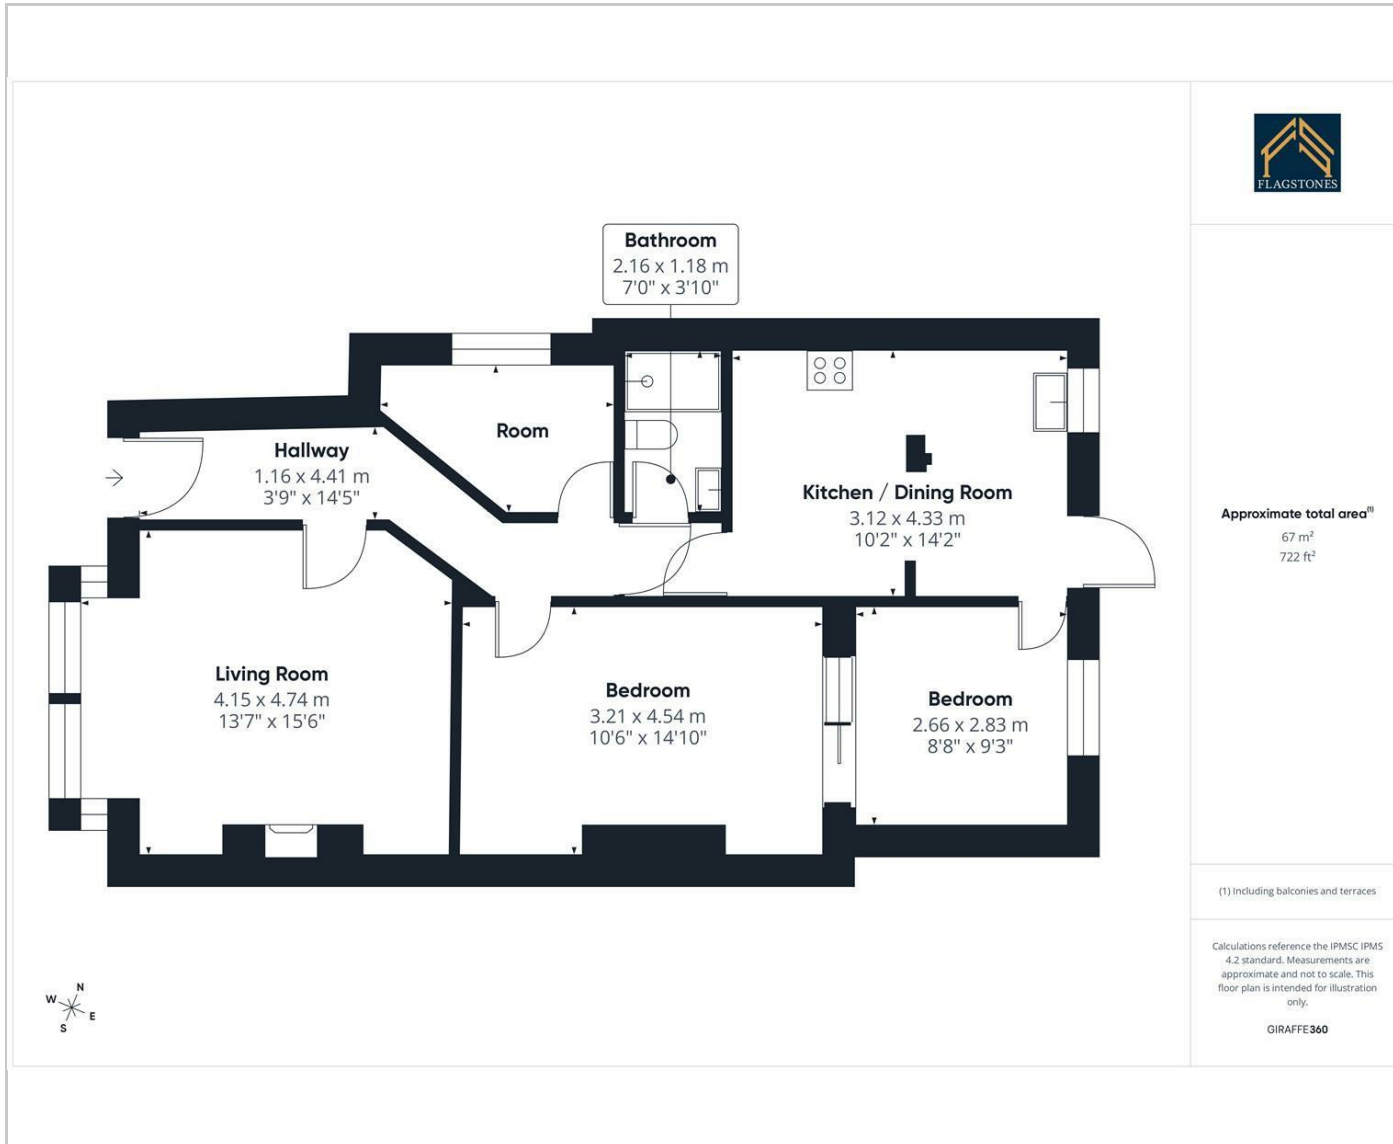 FLAGSTONES
Bathroom
2.16 x 1.18 m
7'0" x 3'10"
Room
Hallway
1.16 x 4.41 m
3'9" x 14'5"
Kitchen / Dining Room
3.12 x 4.33 m
10'2" x 14'2"
Living Room
4.15 x 4.74 m
13'7" x 15'6"
Bedroom
3.21 x 4.54 m
10'6" x 14'10"
Bedroom
2.66 x 2.83 m
8'8" x 9'3"
Approximate total area⁽¹⁾
67 m²
722 ft²
(1) Including balconies and terraces
Calculations reference the IPMSC IPMS
4.2 standard. Measurements are
approximate and not to scale. This
floor plan is intended for illustration
only.
GIRAFFE360
N
W
E
S